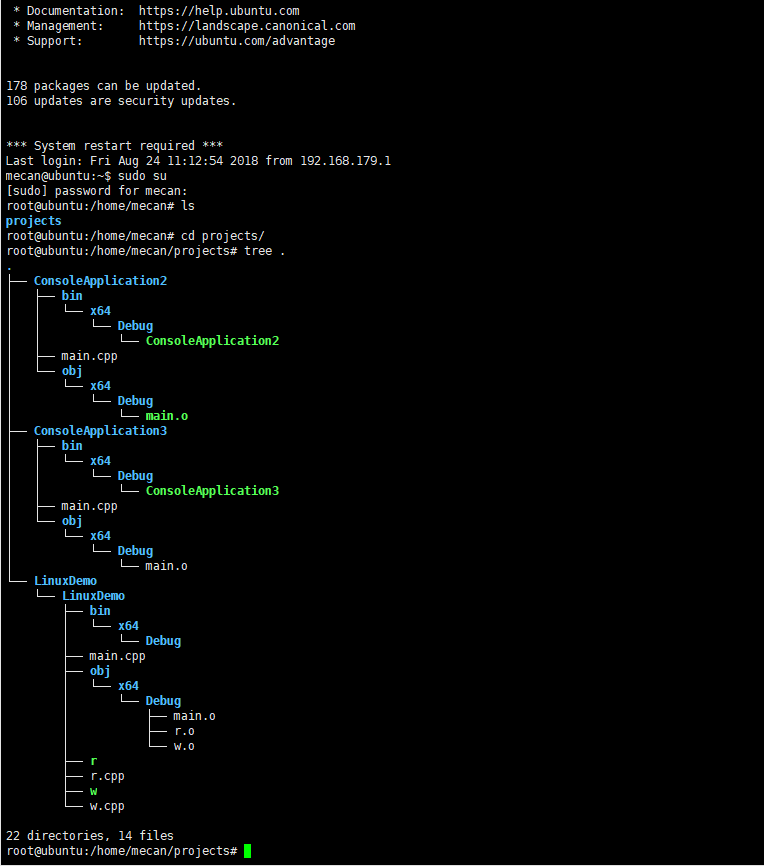 * Documentation:  https://help.ubuntu.com
 * Management:     https://landscape.canonical.com
 * Support:        https://ubuntu.com/advantage
178 packages can be updated.
106 updates are security updates.
*** System restart required ***
Last login: Fri Aug 24 11:12:54 2018 from 192.168.179.1
mecan@ubuntu:~$ sudo su
[sudo] password for mecan:
root@ubuntu:/home/mecan# ls
projects
root@ubuntu:/home/mecan# cd projects/
root@ubuntu:/home/mecan/projects# tree .
.
├── ConsoleApplication2
│   ├── bin
│   │   └── x64
│   │       └── Debug
│   │           └── ConsoleApplication2
│   ├── main.cpp
│   └── obj
│       └── x64
│           └── Debug
│               └── main.o
├── ConsoleApplication3
│   ├── bin
│   │   └── x64
│   │       └── Debug
│   │           └── ConsoleApplication3
│   ├── main.cpp
│   └── obj
│       └── x64
│           └── Debug
│               └── main.o
└── LinuxDemo
    └── LinuxDemo
        ├── bin
        │   └── x64
        │       └── Debug
        ├── main.cpp
        ├── obj
        │   └── x64
        │       └── Debug
        │           ├── main.o
        │           ├── r.o
        │           └── w.o
        ├── r
        ├── r.cpp
        ├── w
        └── w.cpp
22 directories, 14 files
root@ubuntu:/home/mecan/projects#